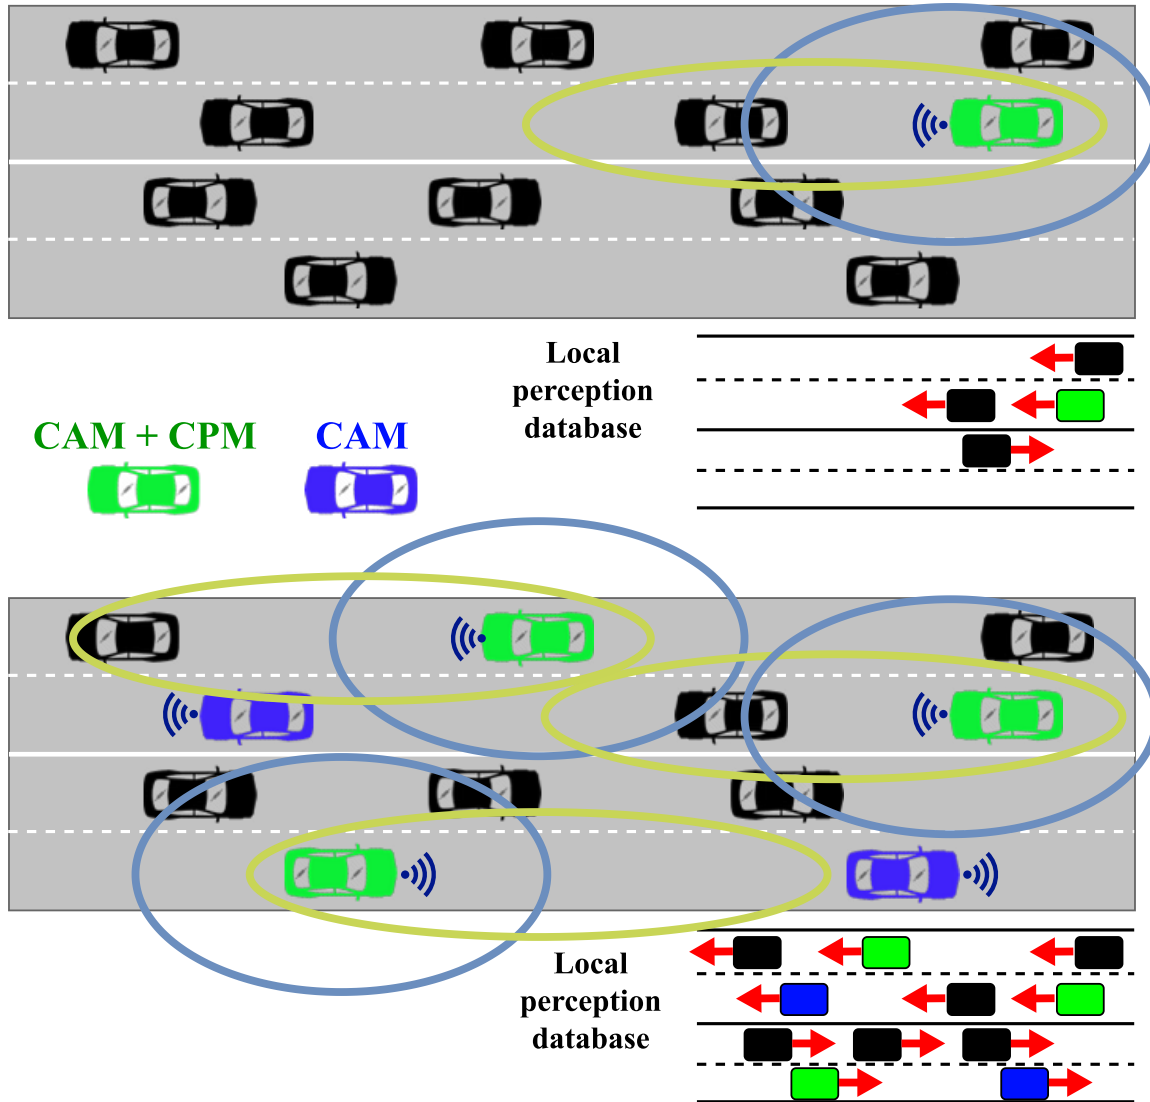 Local
perception
database
CAM + CPM
CAM
Local
perception
database